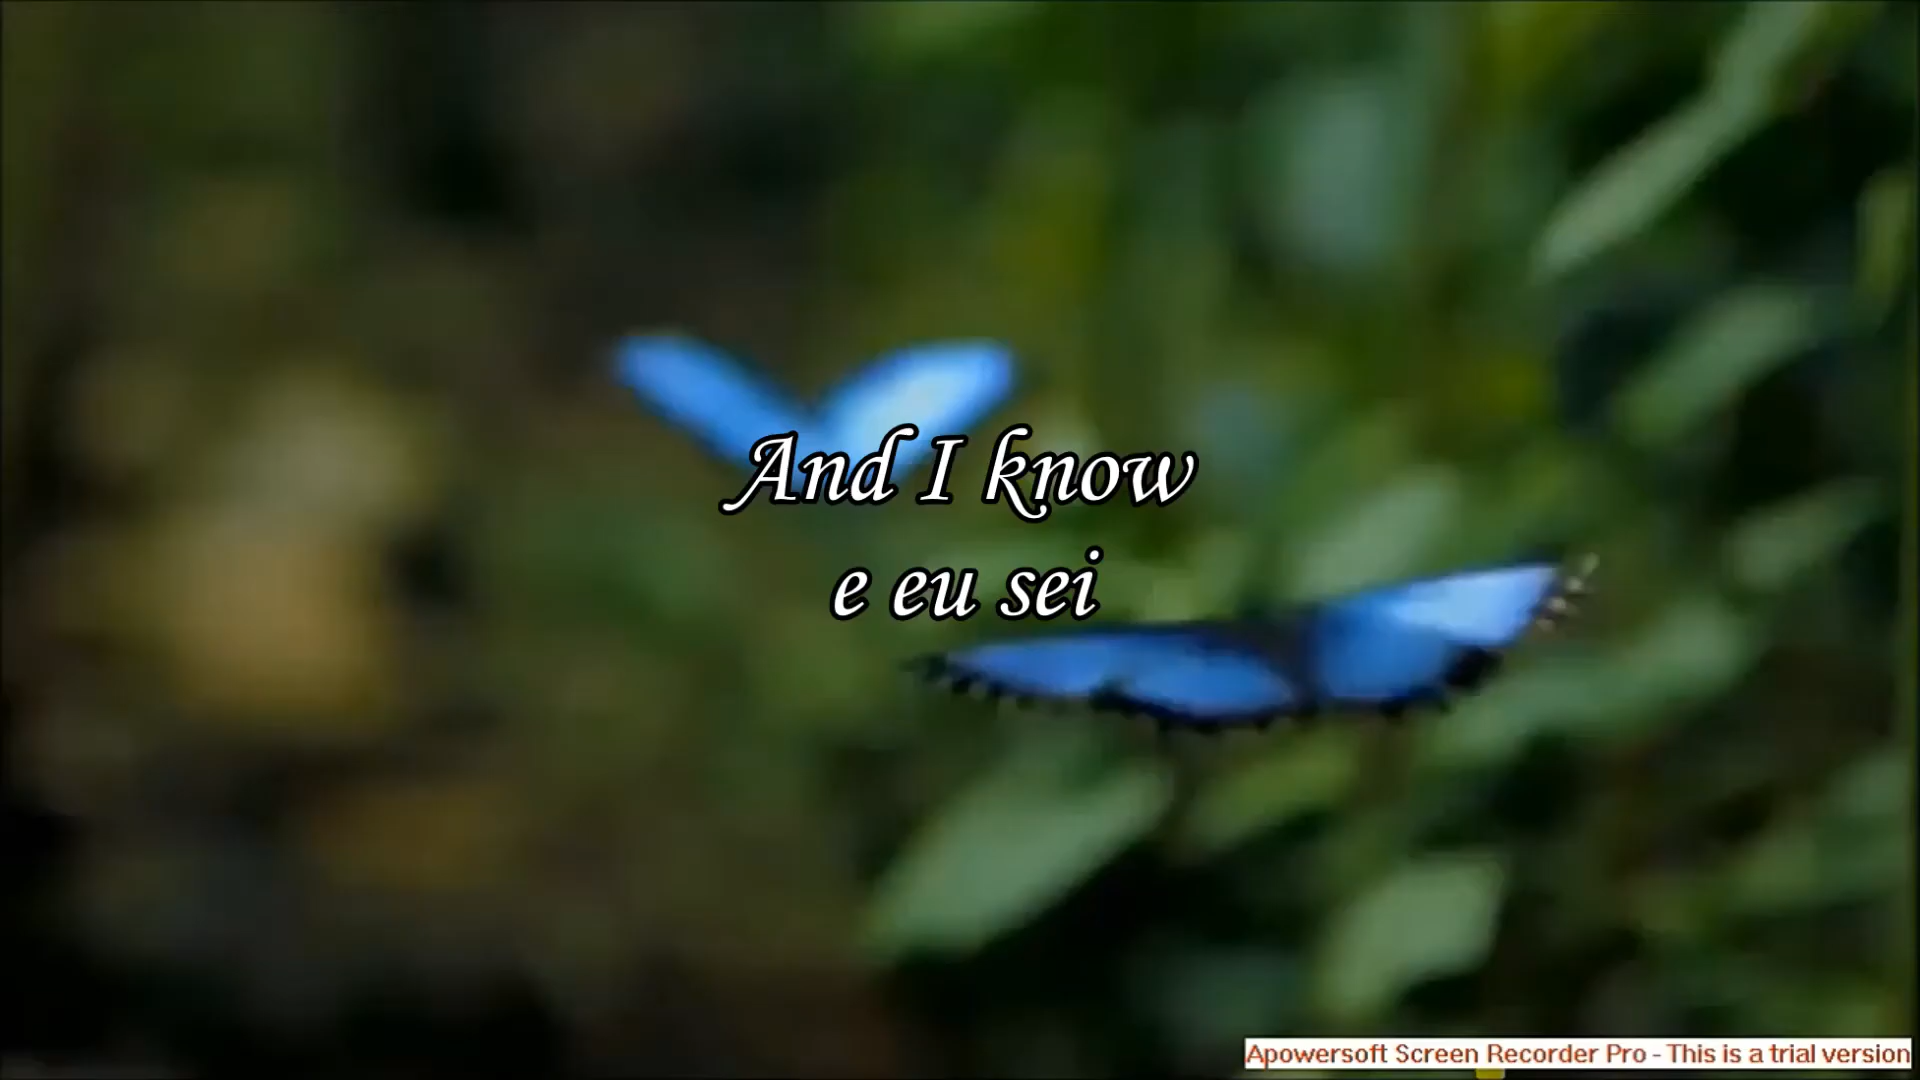 And I know
e eu sei
Apowersoft Screen Recorder Pro - This is a trial version